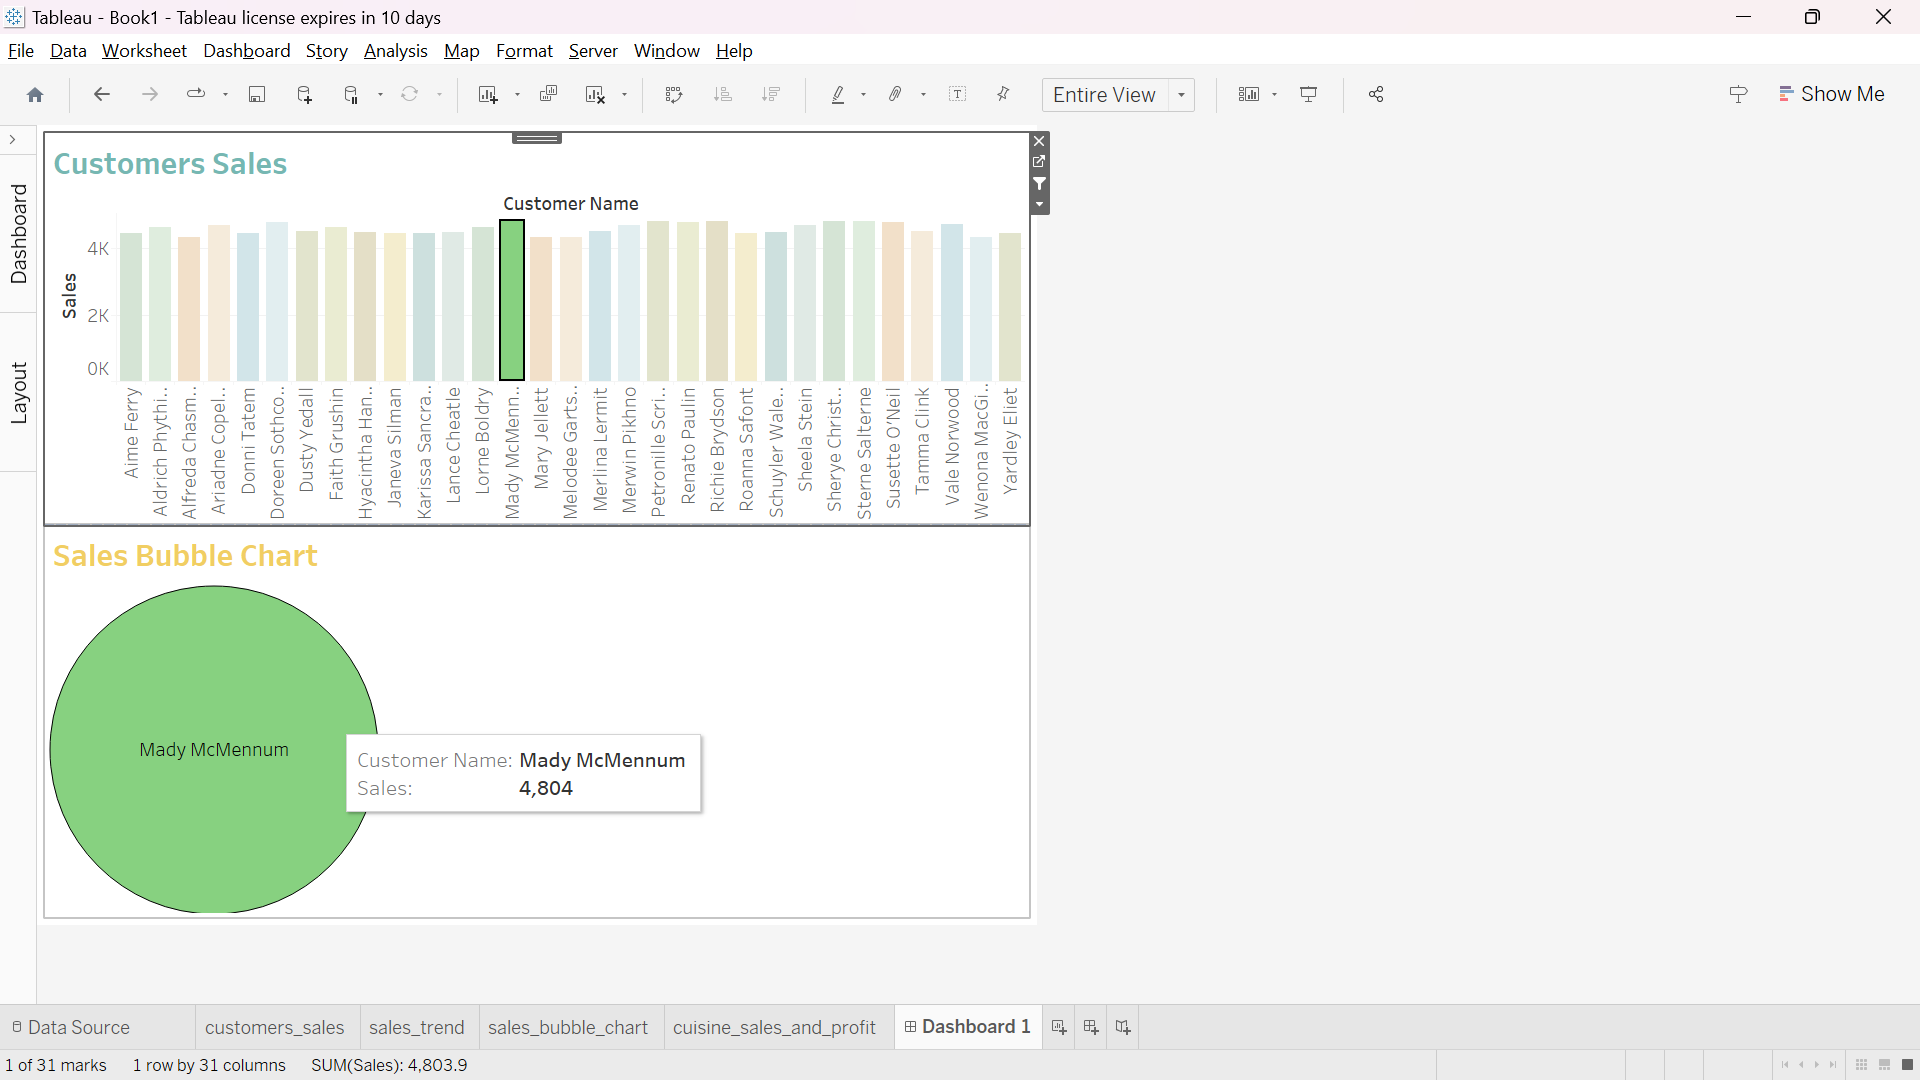 Tableau - Book1 - Tableau license expires in 10 days
File Data Worksheet Dashboard Story Analysis Map Format Server Window Help
Entire View
Show Me
Dashboard
Layout
Customers Sales
Customer Name
Sales
4K
2K
0K
Aime Ferry
Aldrich Phythi..
Alfreda Chasm..
Ariadne Copel..
Donni Tatem
Doreen Sothco..
Dusty Yedall
Faith Grushin
Hyacintha Han..
Janeva Silman
Karissa Sancra..
Lance Cheatle
Lorne Boldry
Mady McMenn..
Mary Jellett
Melodee Garts..
Merlina Lermit
Merwin Pikhno
Petronille Scri..
Renato Paulin
Richie Brydson
Roanna Safont
Schuyler Wale..
Sheela Stein
Sherye Christ..
Sterne Salterne
Susette O'Neil
Tamma Clink
Vale Norwood
Wenona MacGi..
Yardley Eliet
Sales Bubble Chart
Mady McMennum
Customer Name: Mady McMennum
Sales: 4,804
Data Source customers_sales sales_trend sales_bubble_chart cuisine_sales_and_profit Dashboard 1
1 of 31 marks 1 row by 31 columns SUM(Sales): 4,803.9